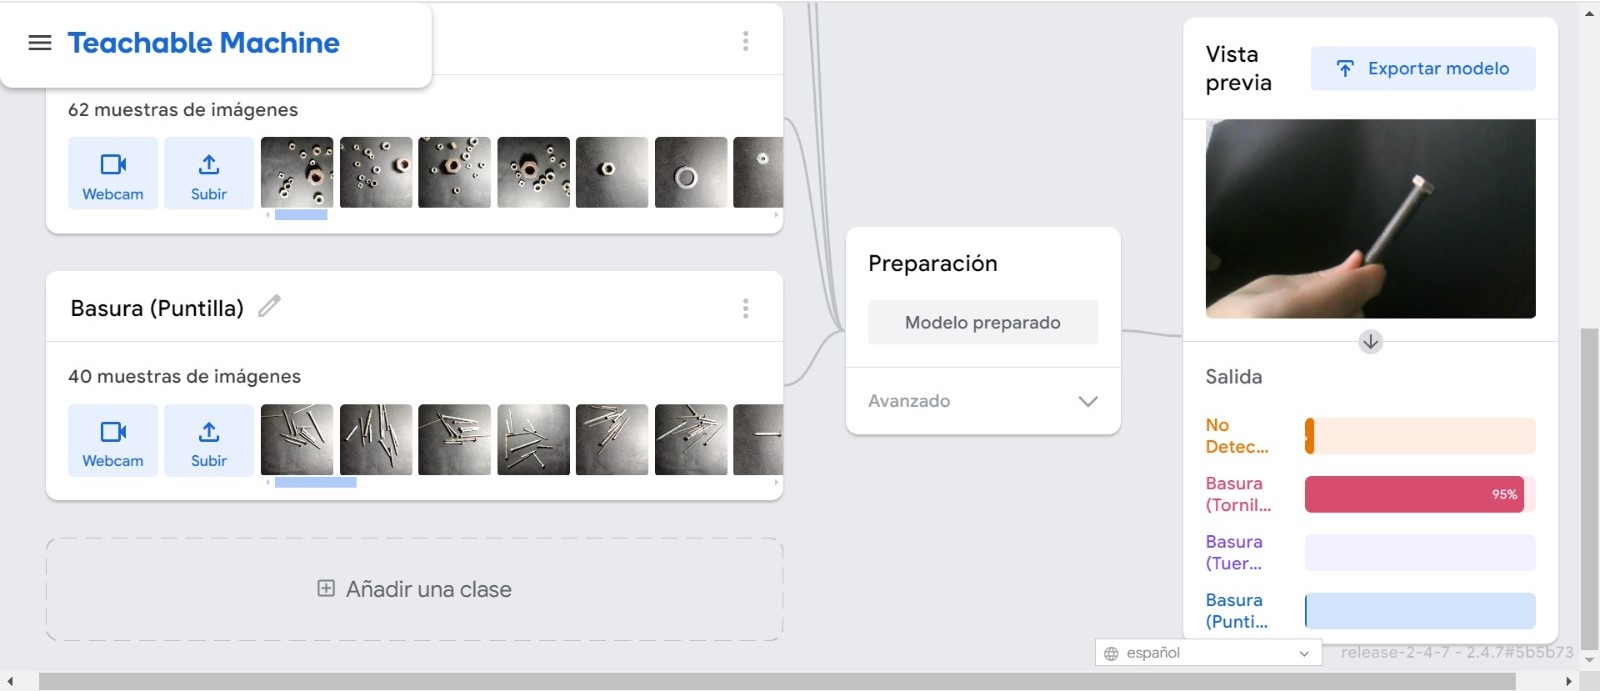 Teachable Machine
62 muestras de imágenes
Webcam
Subir
Basura (Puntilla)
40 muestras de imágenes
Webcam
Subir
Añadir una clase
Preparación
Modelo preparado
Avanzado
Vista
previa
Exportar modelo
Salida
No
Detec...
Basura
(Tornil...
95%
Basura
(Tuer...
Basura
(Punti...
español
release-2-4-7 - 2.4.7#5b5b73